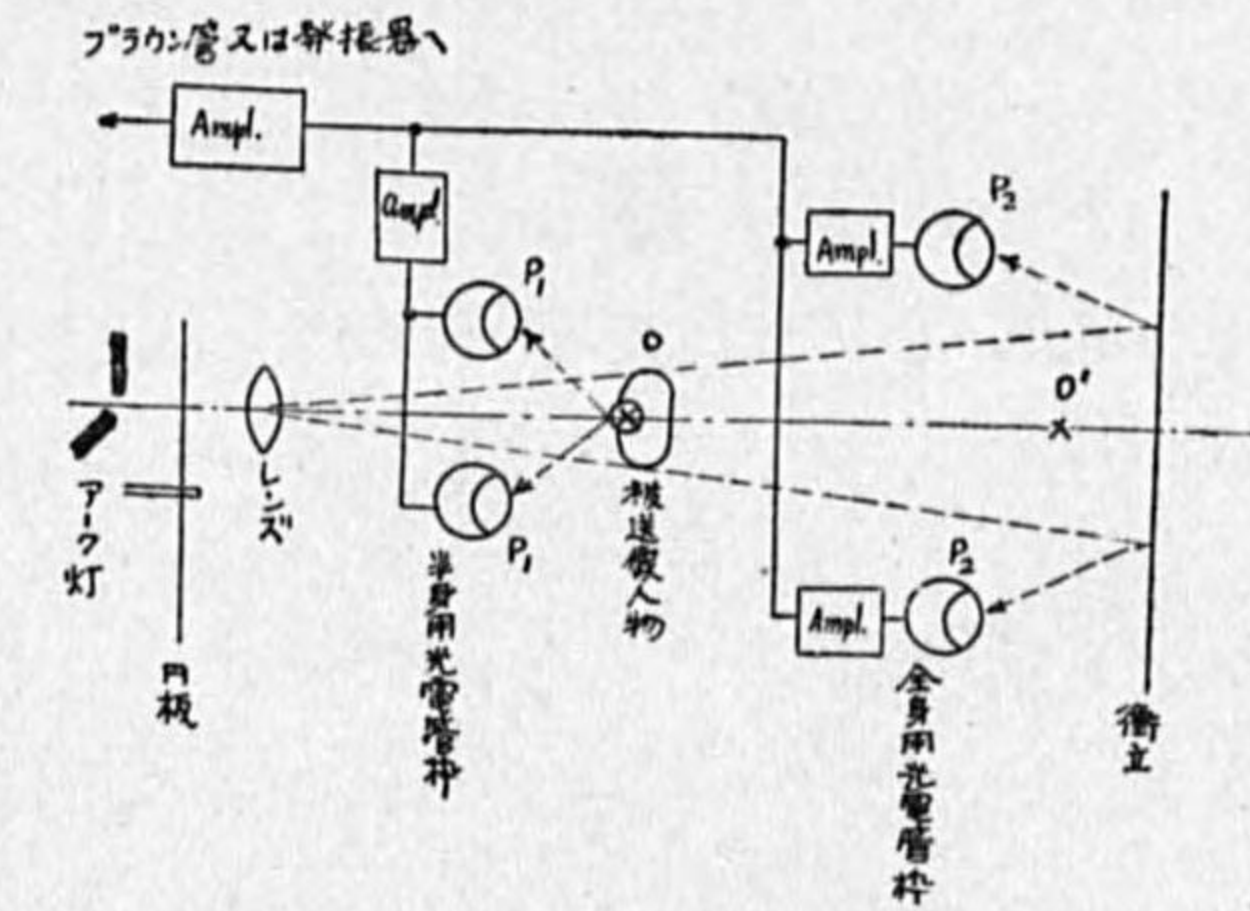 ブラウン管又は發振器へ
Ampl.
Ampl.
P₁
P₁
O
Ampl.
P₂
O'
Ampl.
P₂
アーク灯
円板
レンズ
半身用光電管枠
被送像人物
全身用光電管枠
衝立